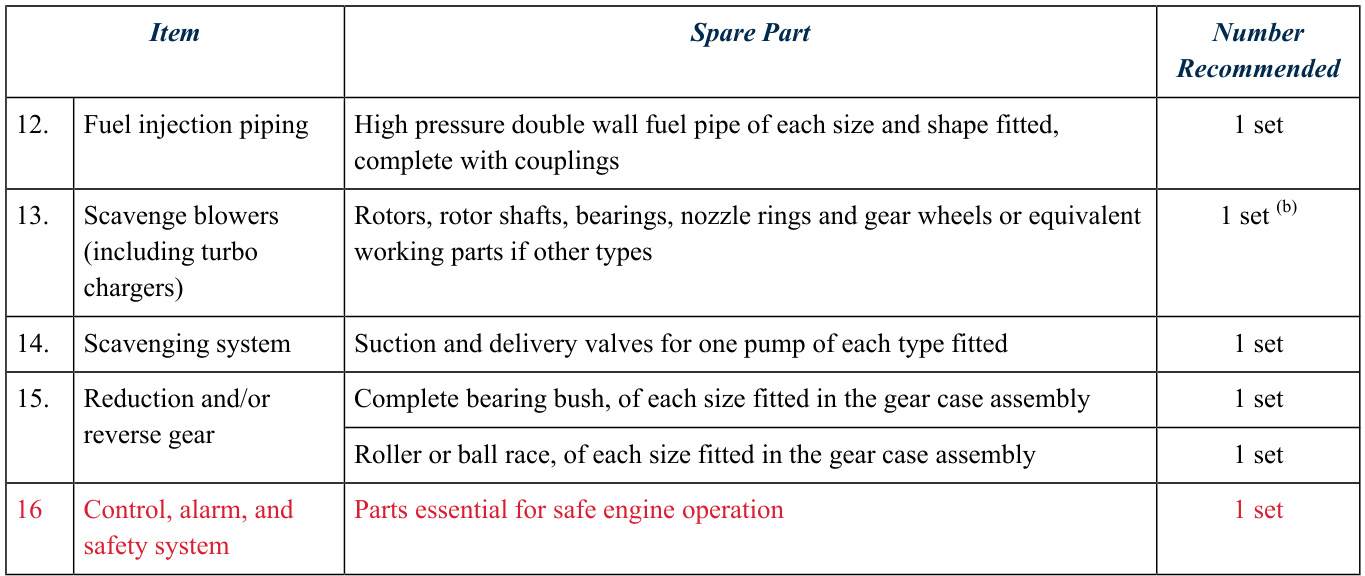 Item Spare Part Number
Recommended
12. Fuel injection piping High pressure double wall fuel pipe of each size and shape fitted, 1 set
complete with couplings
13. Scavenge blowers Rotors, rotor shafts, bearings, nozzle rings and gear wheels or equivalent 1 set (b)
(including turbo working parts if other types
chargers)
14. Scavenging system Suction and delivery valves for one pump of each type fitted 1 set
15. Reduction and/or Complete bearing bush, of each size fitted in the gear case assembly 1 set
reverse gear
Roller or ball race, of each size fitted in the gear case assembly 1 set
16 Control, alarm, and Parts essential for safe engine operation 1 set
safety system